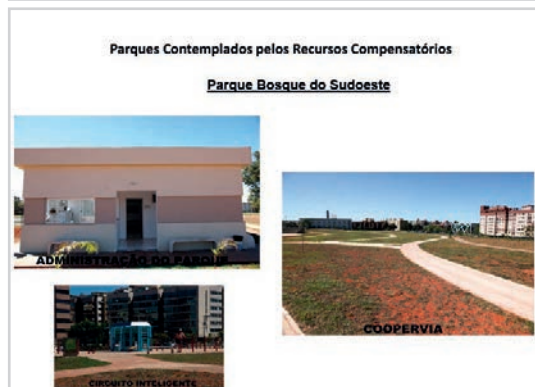 Parques Contemplados pelos Recursos Compensatórios
Parque Bosque do Sudoeste
ADMINISTRAÇÃO DO PARQUE
COOPERVIA
CIRCUITO INTELIGENTE